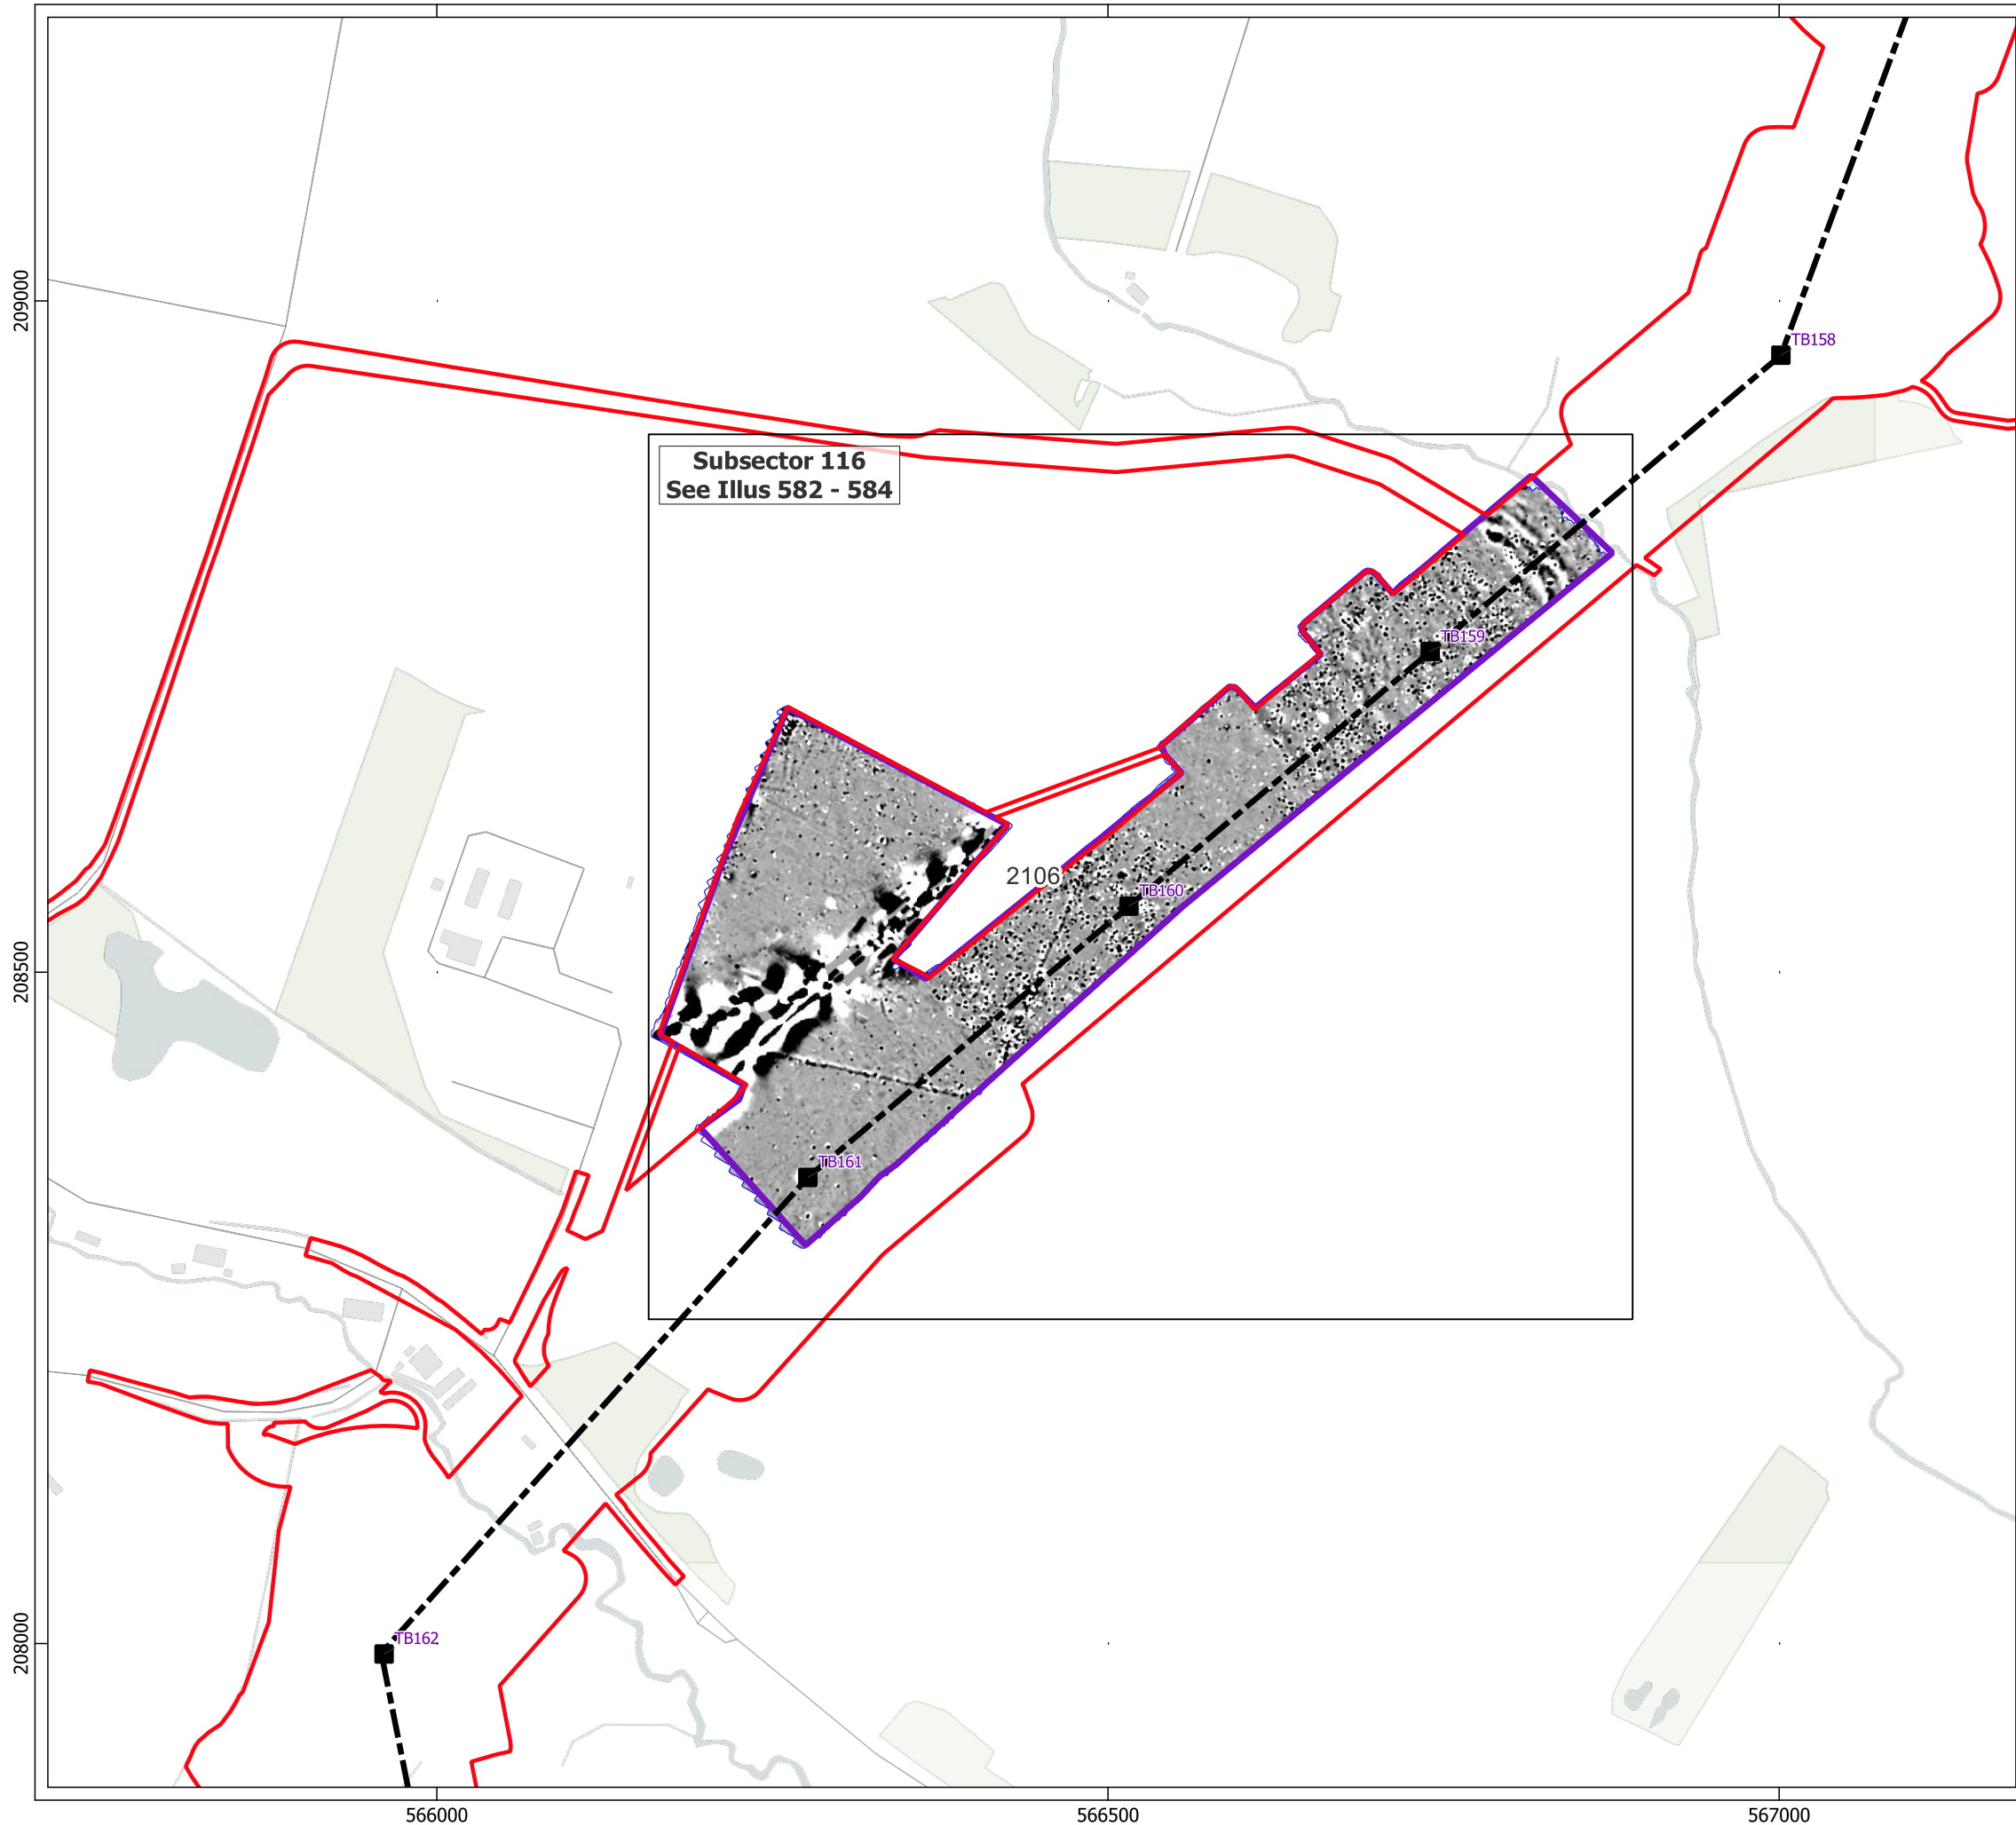 209000
TB158
Subsector 116
See Illus 582 - 584
TB159
2106
TB160
208500
TB161
208000
TB162
566000
566500
567000